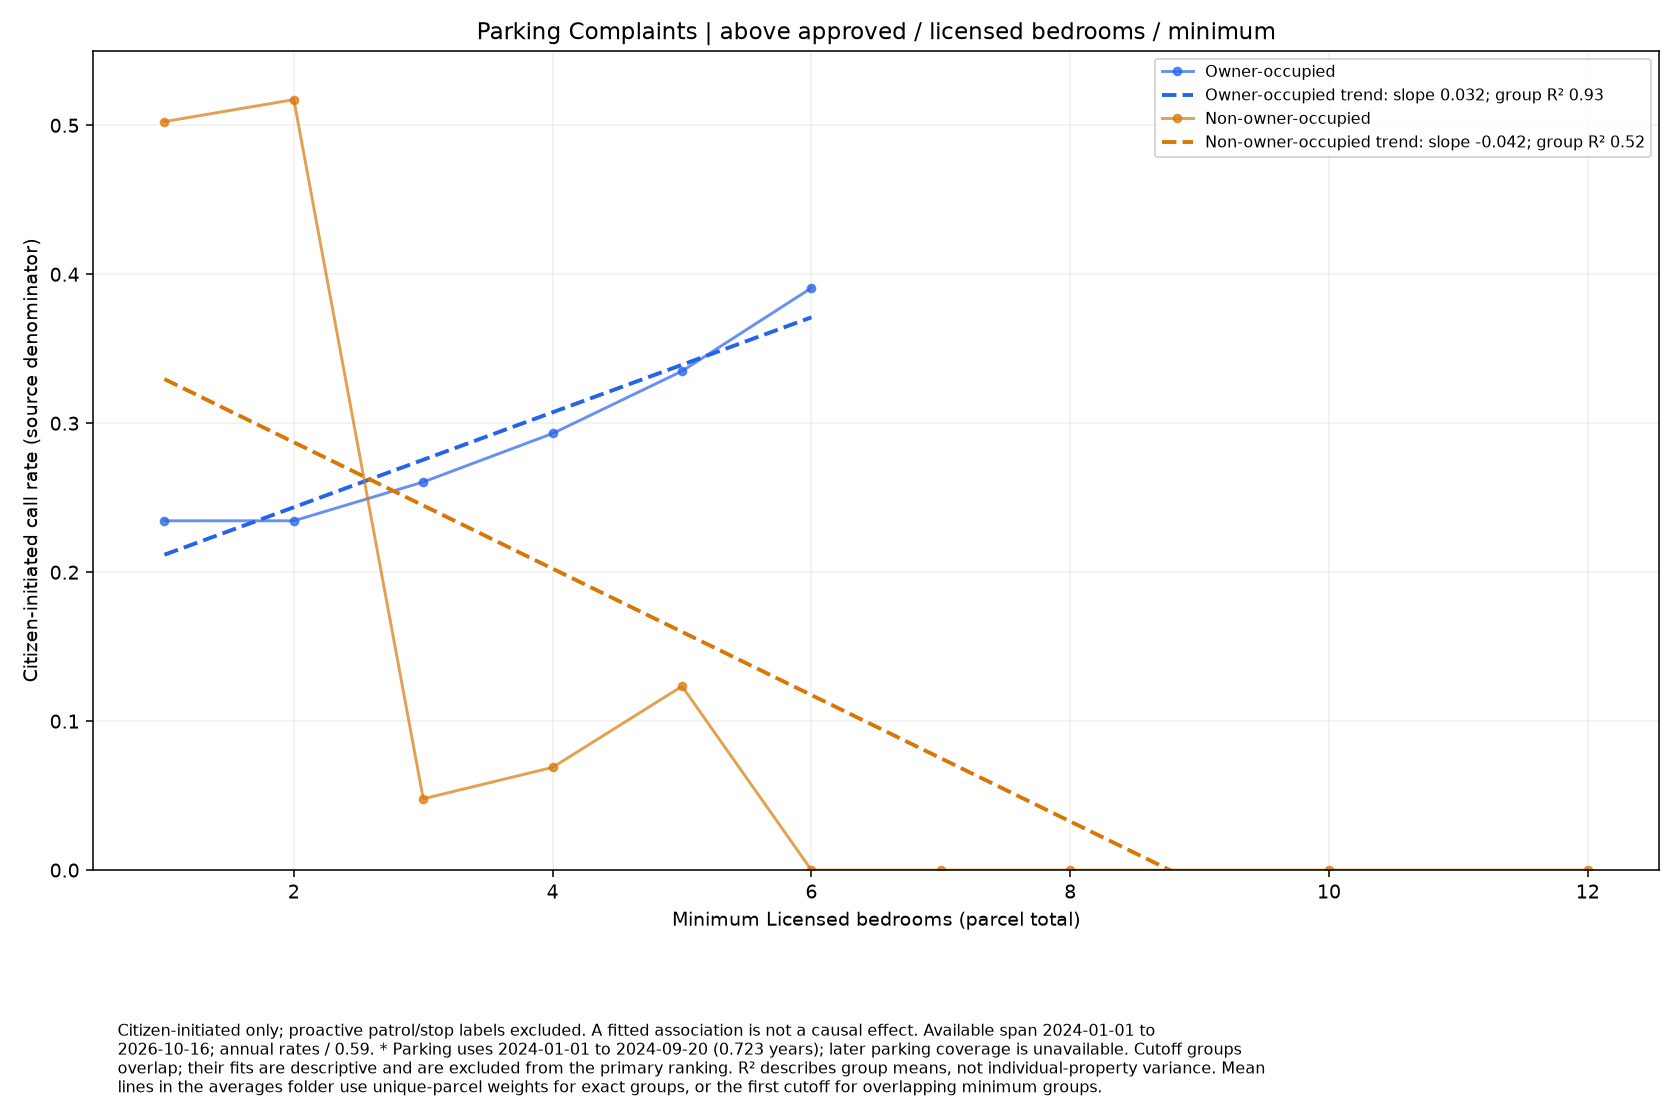 Parking Complaints | above approved / licensed bedrooms / minimum
Owner-occupied
Owner-occupied trend: slope 0.032; group R² 0.93
Non-owner-occupied
Non-owner-occupied trend: slope -0.042; group R² 0.52
Citizen-initiated call rate (source denominator)
0.5
0.4
0.3
0.2
0.1
0.0
2
4
6
8
10
12
Minimum Licensed bedrooms (parcel total)
Citizen-initiated only; proactive patrol/stop labels excluded. A fitted association is not a causal effect. Available span 2024-01-01 to
2026-10-16; annual rates / 0.59. * Parking uses 2024-01-01 to 2024-09-20 (0.723 years); later parking coverage is unavailable. Cutoff groups
overlap; their fits are descriptive and are excluded from the primary ranking. R² describes group means, not individual-property variance. Mean
lines in the averages folder use unique-parcel weights for exact groups, or the first cutoff for overlapping minimum groups.